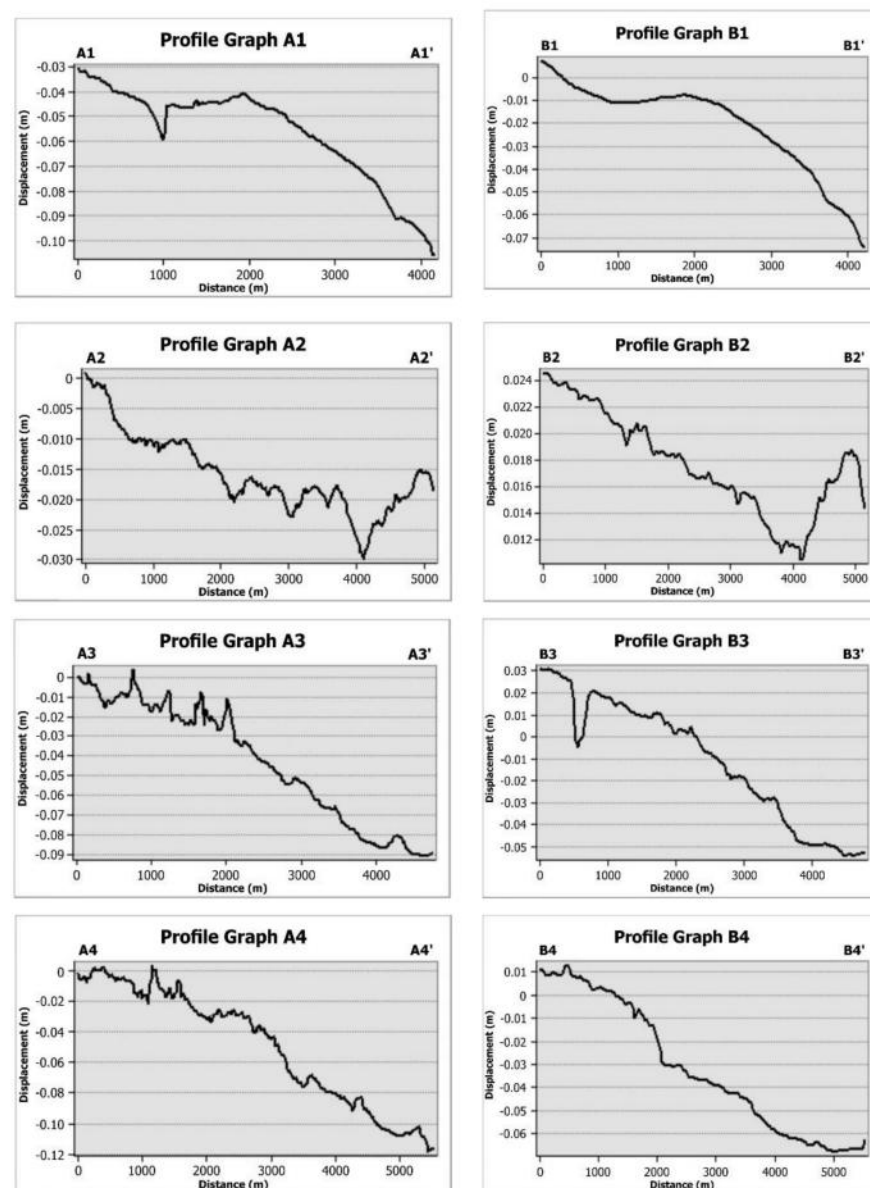 Profile Graph A1
A1 A1'
Displacement (m)
-0.03
-0.04
-0.05
-0.06
-0.07
-0.08
-0.09
-0.10
0 1000 2000 3000 4000
Distance (m)
Profile Graph B1
B1 B1'
Displacement (m)
0
-0.01
-0.02
-0.03
-0.04
-0.05
-0.06
-0.07
0 1000 2000 3000 4000
Distance (m)
Profile Graph A2
A2 A2'
Displacement (m)
0
-0.005
-0.010
-0.015
-0.020
-0.025
-0.030
0 1000 2000 3000 4000 5000
Distance (m)
Profile Graph B2
B2 B2'
Displacement (m)
0.024
0.022
0.020
0.018
0.016
0.014
0.012
0 1000 2000 3000 4000 5000
Distance (m)
Profile Graph A3
A3 A3'
Displacement (m)
0
-0.01
-0.02
-0.03
-0.04
-0.05
-0.06
-0.07
-0.08
-0.09
0 1000 2000 3000 4000
Distance (m)
Profile Graph B3
B3 B3'
Displacement (m)
0.03
0.02
0.01
0
-0.01
-0.02
-0.03
-0.04
-0.05
0 1000 2000 3000 4000
Distance (m)
Profile Graph A4
A4 A4'
Displacement (m)
0
-0.02
-0.04
-0.06
-0.08
-0.10
-0.12
0 1000 2000 3000 4000 5000
Distance (m)
Profile Graph B4
B4 B4'
Displacement (m)
0.01
0
-0.01
-0.02
-0.03
-0.04
-0.05
-0.06
0 1000 2000 3000 4000 5000
Distance (m)